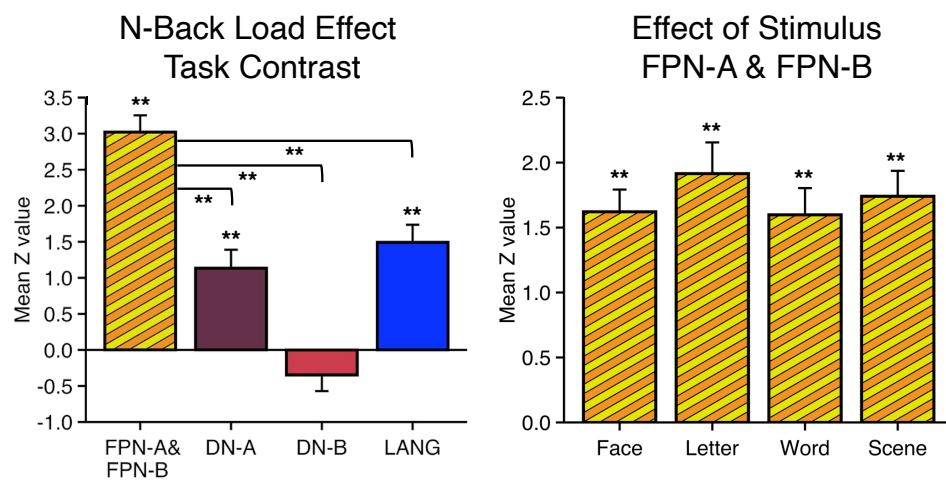 N-Back Load Effect
Task Contrast
Mean Z value
3.5
3.0
2.5
2.0
1.5
1.0
0.5
0.0
-0.5
-1.0
**
**
**
**
**
**
FPN-A&
FPN-B
DN-A
DN-B
LANG
Effect of Stimulus
FPN-A & FPN-B
Mean Z value
2.5
2.0
1.5
1.0
0.5
0.0
**
**
**
**
Face
Letter
Word
Scene